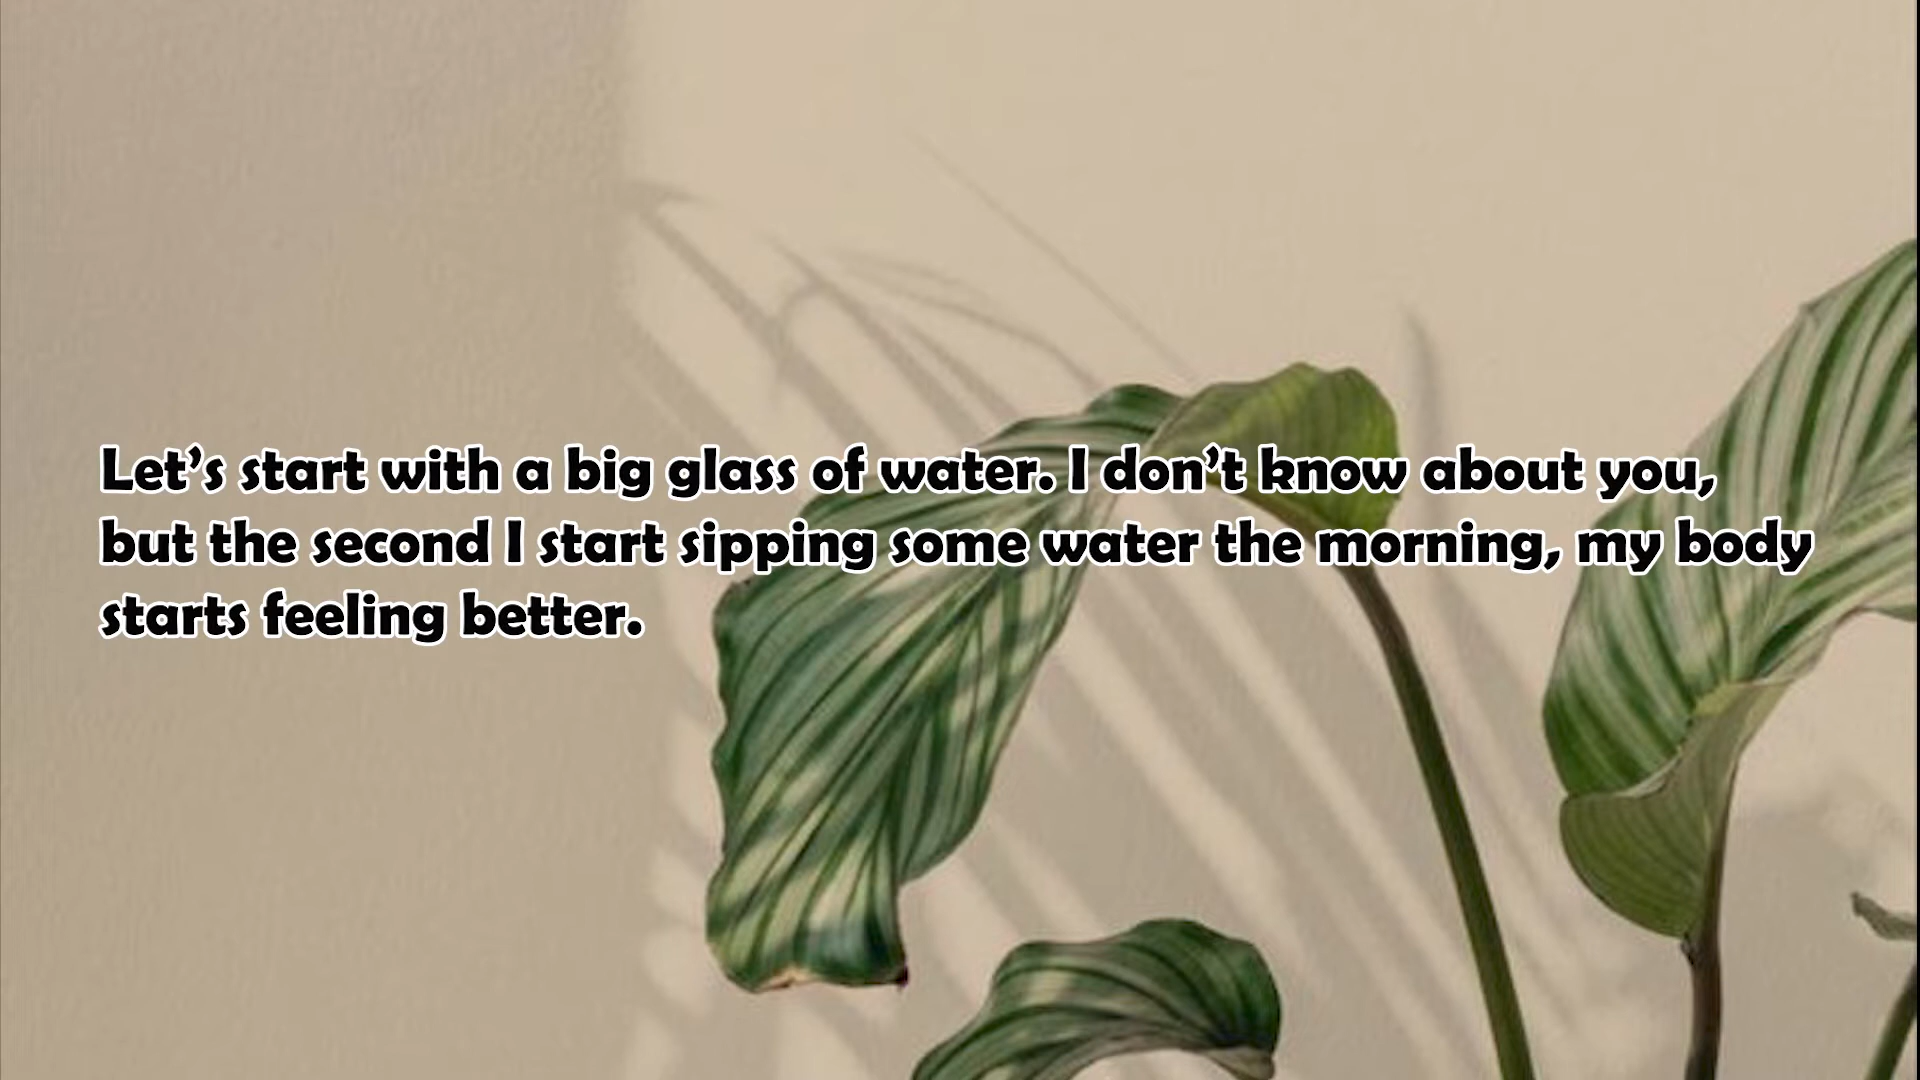 Let’s start with a big glass of water. I don’t know about you,
but the second I start sipping some water the morning, my body
starts feeling better.